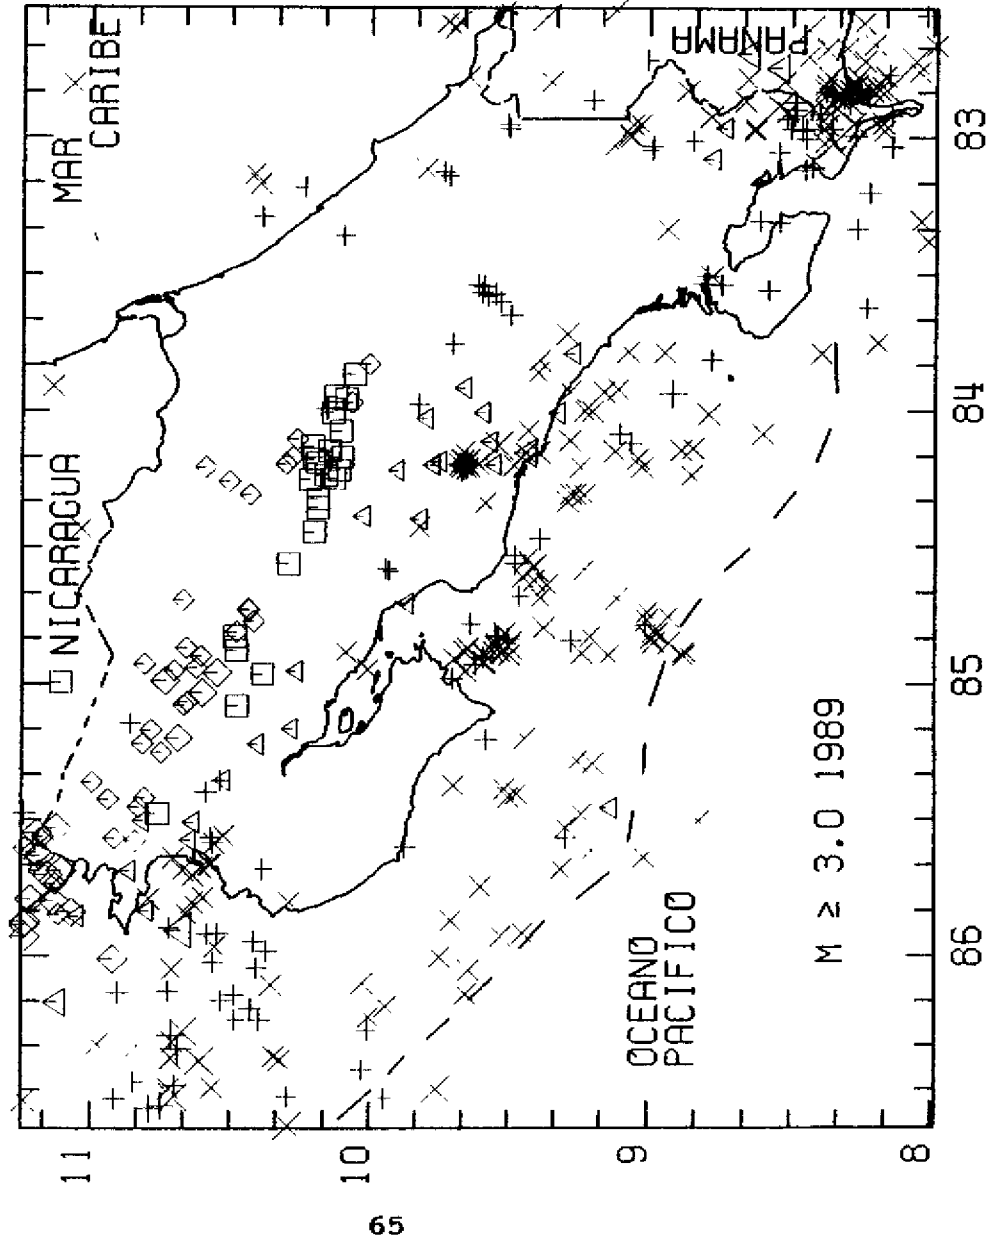 MAR
CARIBE
NICARAGUA
PANAMA
OCEANO
PACIFICO
M ≥ 3.0 1989
11
10
9
8
86
85
84
83
65